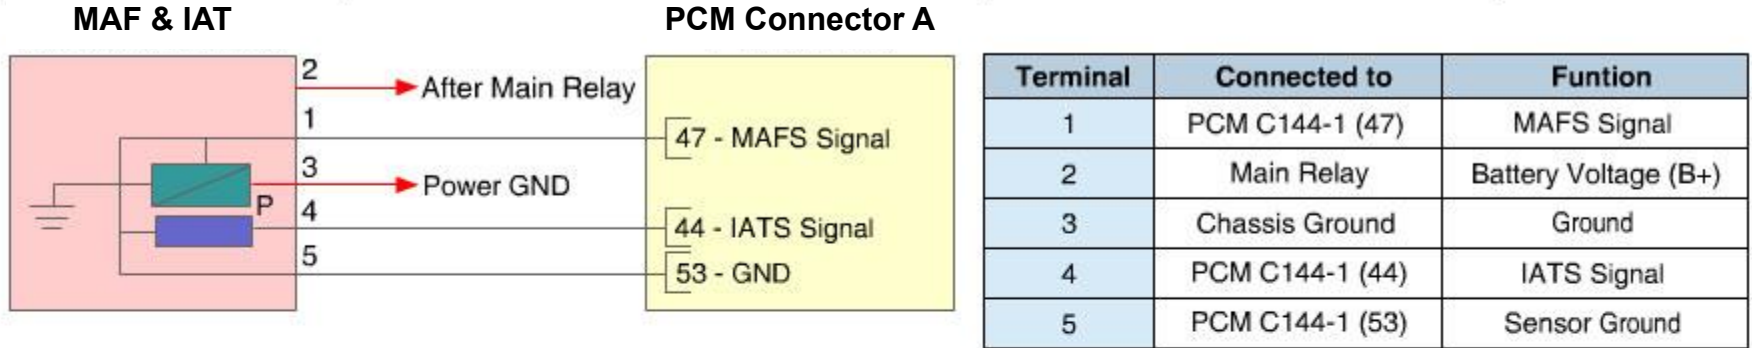 MAF & IAT
PCM Connector A
2
After Main Relay
1
47 - MAFS Signal
3
Power GND
P
4
44 - IATS Signal
5
53 - GND
Terminal Connected to Funtion
1 PCM C144-1 (47) MAFS Signal
2 Main Relay Battery Voltage (B+)
3 Chassis Ground Ground
4 PCM C144-1 (44) IATS Signal
5 PCM C144-1 (53) Sensor Ground